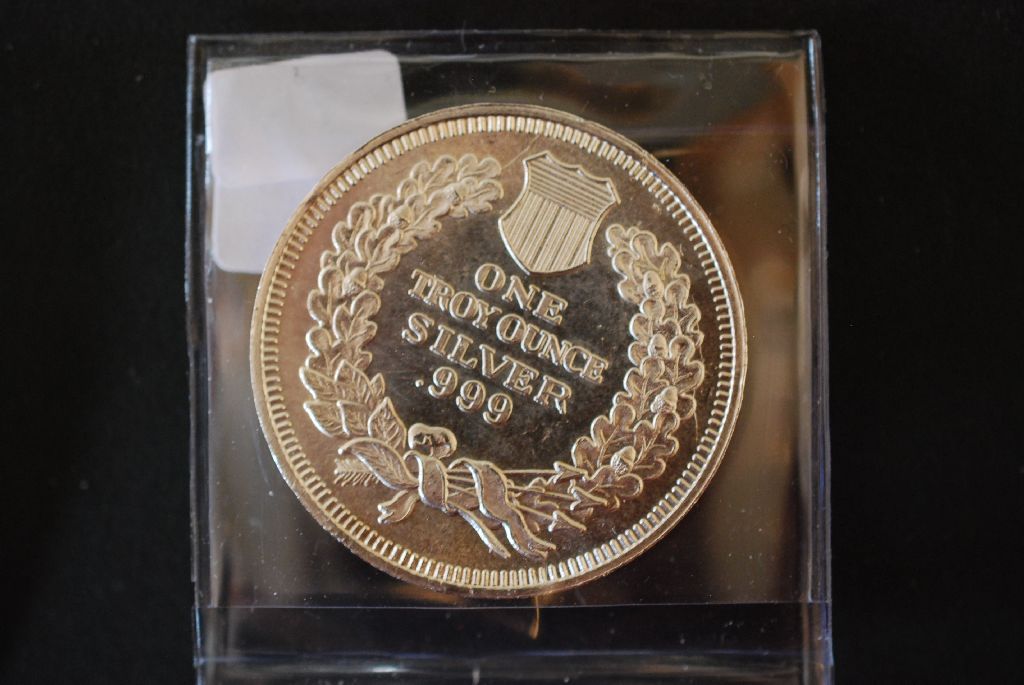 ONE
TROY OUNCE
SILVER
.999